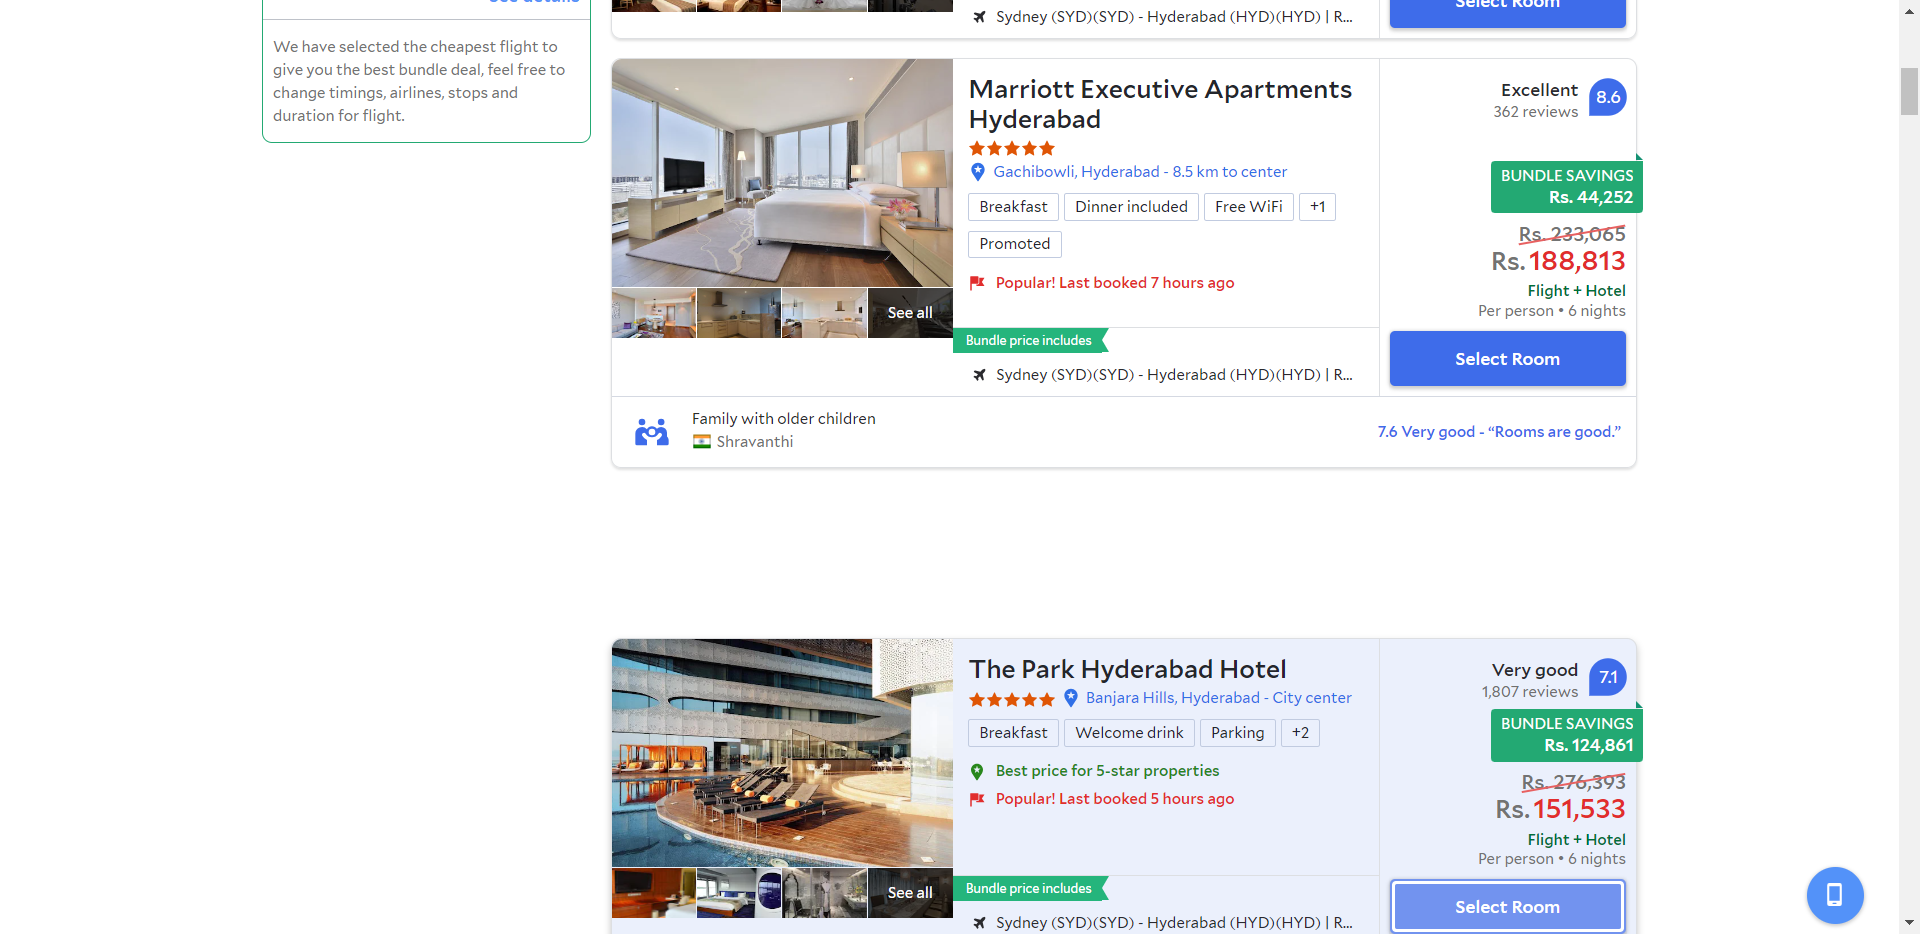 We have selected the cheapest flight to
give you the best bundle deal, feel free to
change timings, airlines, stops and
duration for flight.
Sydney (SYD)(SYD) - Hyderabad (HYD)(HYD) | R...
Select Room
Marriott Executive Apartments
Hyderabad
Gachibowli, Hyderabad - 8.5 km to center
Breakfast
Dinner included
Free WiFi
+1
Promoted
Popular! Last booked 7 hours ago
See all
Bundle price includes
Sydney (SYD)(SYD) - Hyderabad (HYD)(HYD) | R...
Excellent
362 reviews
8.6
BUNDLE SAVINGS
Rs. 44,252
Rs. 233,065
Rs. 188,813
Flight + Hotel
Per person • 6 nights
Select Room
Family with older children
Shravanthi
7.6 Very good - “Rooms are good.”
The Park Hyderabad Hotel
Banjara Hills, Hyderabad - City center
Breakfast
Welcome drink
Parking
+2
Best price for 5-star properties
Popular! Last booked 5 hours ago
See all
Bundle price includes
Sydney (SYD)(SYD) - Hyderabad (HYD)(HYD) | R...
Very good
1,807 reviews
7.1
BUNDLE SAVINGS
Rs. 124,861
Rs. 276,393
Rs. 151,533
Flight + Hotel
Per person • 6 nights
Select Room